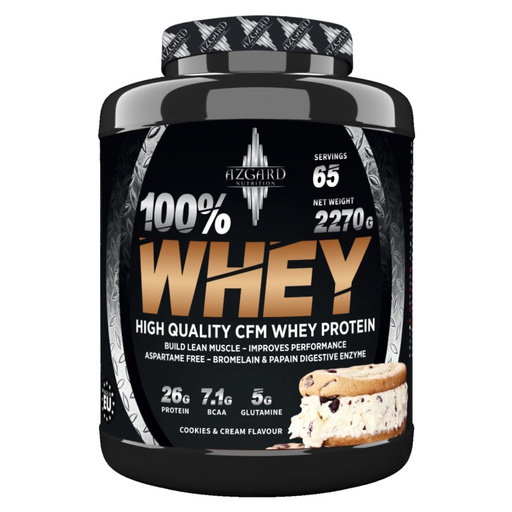 AZGARD
NUTRITION
SERVINGS
65
NET WEIGHT
2270G
100%
WHEY
HIGH QUALITY CFM WHEY PROTEIN
BUILD LEAN MUSCLE – IMPROVES PERFORMANCE
ASPARTAME FREE – BROMELAIN & PAPAIN DIGESTIVE ENZYME
26G
PROTEIN
7.1G
BCAA
5G
GLUTAMINE
COOKIES & CREAM FLAVOUR
EU